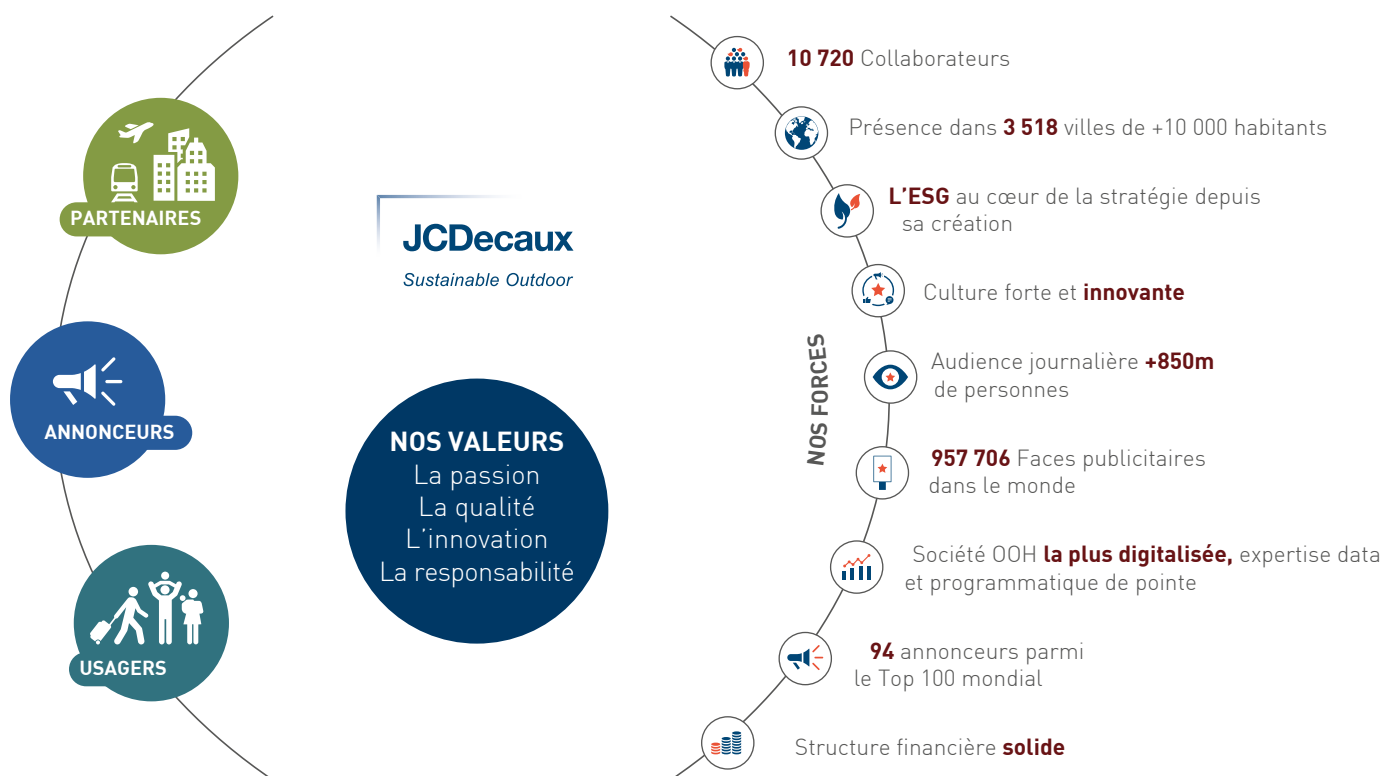 PARTENAIRES
ANNONCEURS
USAGERS
JCDecaux
Sustainable Outdoor
NOS VALEURS
La passion
La qualité
L'innovation
La responsabilité
NOS FORCES
10 720 Collaborateurs
Présence dans 3 518 villes de +10 000 habitants
L'ESG au cœur de la stratégie depuis
sa création
Culture forte et innovante
Audience journalière +850m
de personnes
957 706 Faces publicitaires
dans le monde
Société OOH la plus digitalisée, expertise data
et programmatique de pointe
94 annonceurs parmi
le Top 100 mondial
Structure financière solide